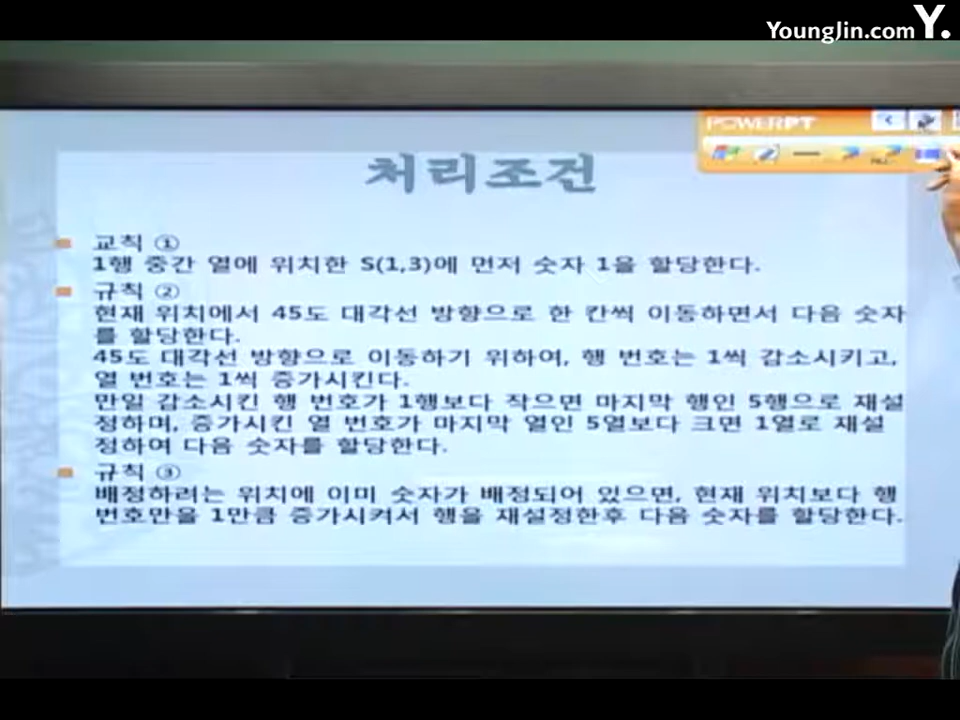 YoungJin.com Y.
POWERPT
처리조건
교칙 ①
1행 중간 열에 위치한 S(1,3)에 먼저 숫자 1을 할당한다.
규칙 ②
현재 위치에서 45도 대각선 방향으로 한 칸씩 이동하면서 다음 숫자
를 할당한다.
45도 대각선 방향으로 이동하기 위하여, 행 번호는 1씩 감소시키고,
열 번호는 1씩 증가시킨다.
만일 감소시킨 행 번호가 1행보다 작으면 마지막 행인 5행으로 재설
정하며, 증가시킨 열 번호가 마지막 열인 5열보다 크면 1열로 재설
정하여 다음 숫자를 할당한다.
규칙 ③
배정하려는 위치에 이미 숫자가 배정되어 있으면, 현재 위치보다 행
번호만을 1만큼 증가시켜서 행을 재설정한후 다음 숫자를 할당한다.